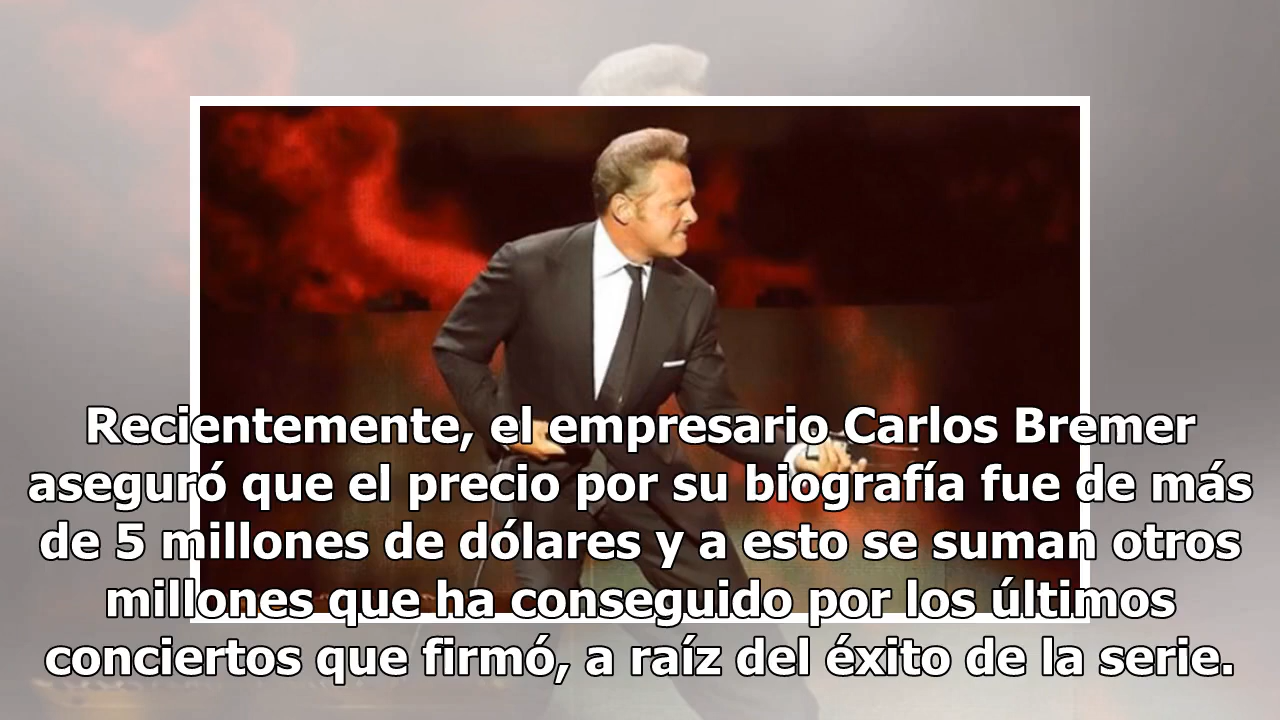 Recientemente, el empresario Carlos Bremer
aseguró que el precio por su biografía fue de más
de 5 millones de dólares y a esto se suman otros
millones que ha conseguido por los últimos
conciertos que firmó, a raíz del éxito de la serie.